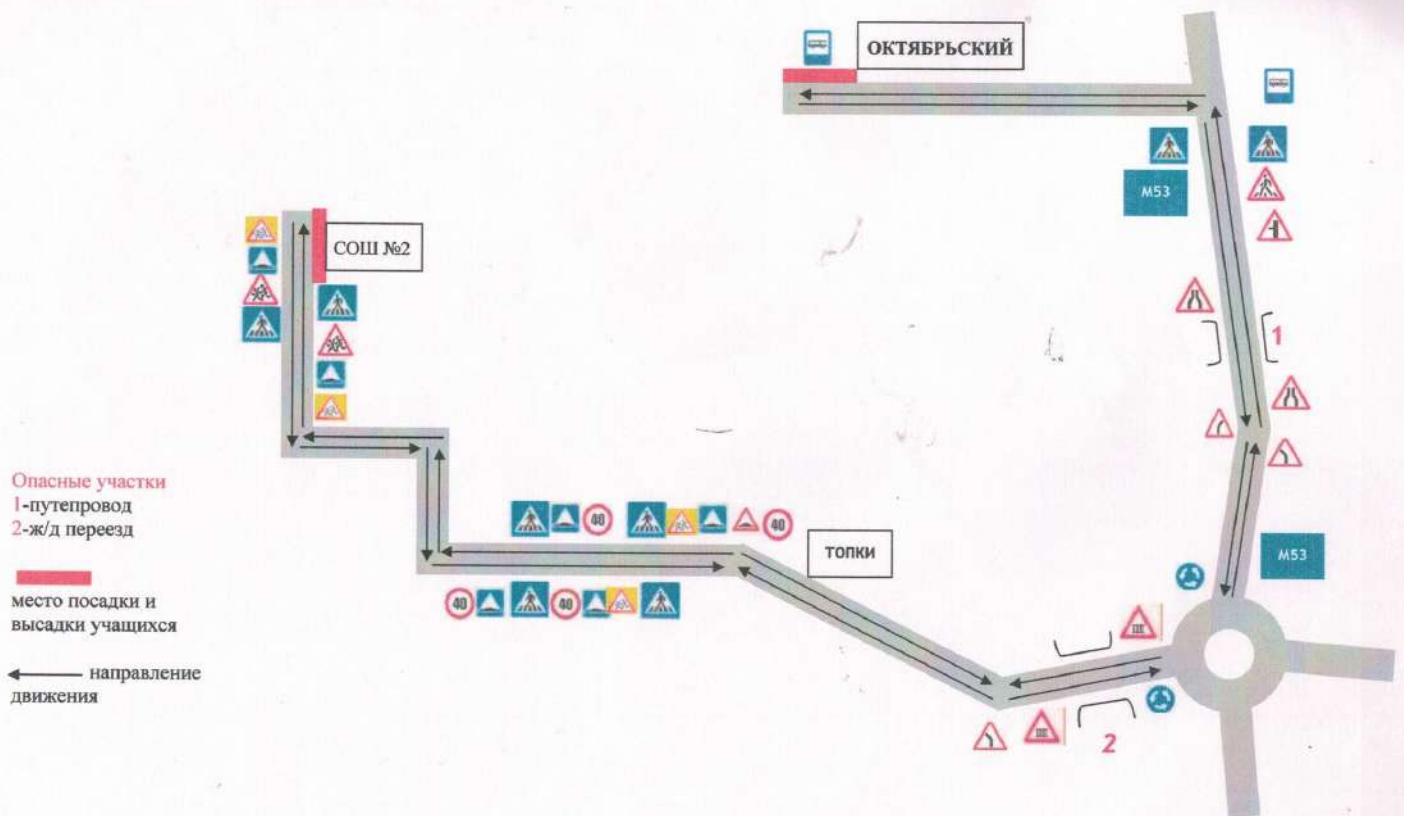 ОКТЯБРЬСКИЙ
М53
СОШ №2
1
Опасные участки
1-путепровод
2-ж/д переезд
40
40
ТОПКИ
М53
40
40
место посадки и
высадки учащихся
направление
движения
2